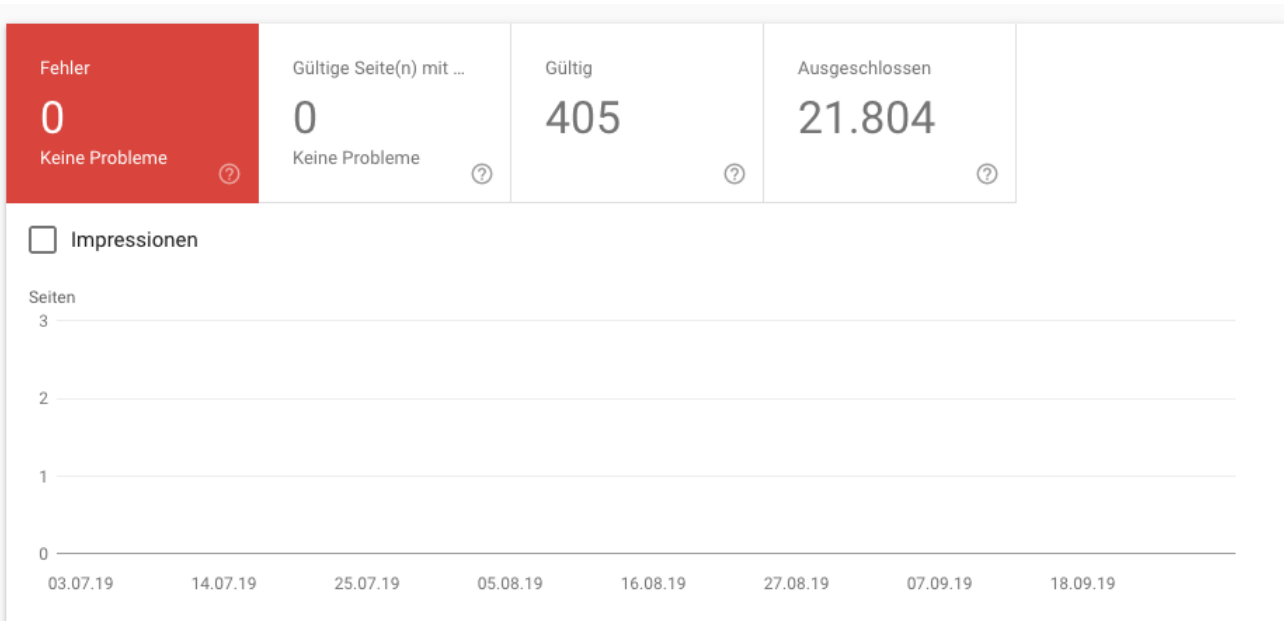 Fehler
0
Keine Probleme
Gültige Seite(n) mit ...
0
Keine Probleme
Gültig
405
Ausgeschlossen
21.804
Impressionen
Seiten
3
2
1
0
03.07.19 14.07.19 25.07.19 05.08.19 16.08.19 27.08.19 07.09.19 18.09.19